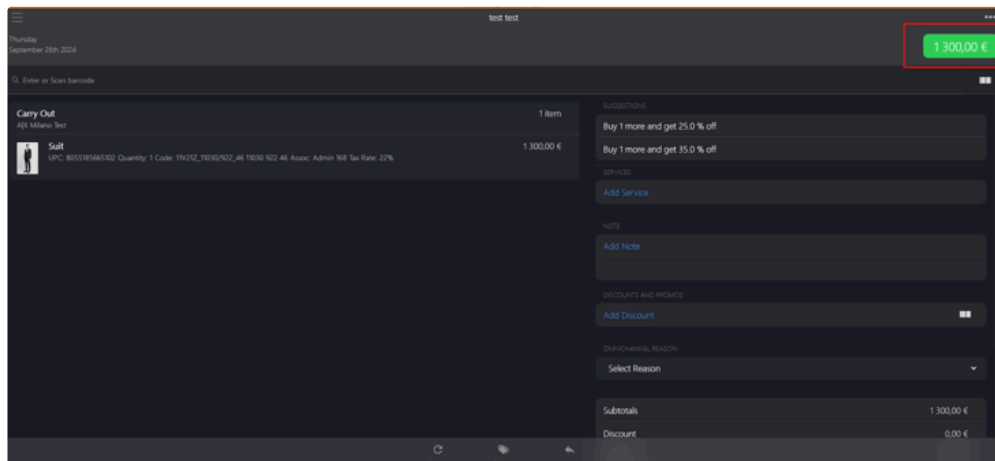 test test
Thursday
September 26th 2024
1 300,00 €
Enter or Scan barcode
Carry Out
1 item
A|X Milano Test
Suit
1 300,00 €
UPC: 8055185665102 Quantity: 1 Code: 11V21Z_11030/922_46 11030 922 46 Assoc: Admin 168 Tax Rate: 22%
SUGGESTIONS
Buy 1 more and get 25.0 % off
Buy 1 more and get 35.0 % off
SERVICES
Add Service
NOTE
Add Note
DISCOUNTS AND PROMOS
Add Discount
OMNICHANNEL REASON
Select Reason
Subtotals
1 300,00 €
Discount
0,00 €